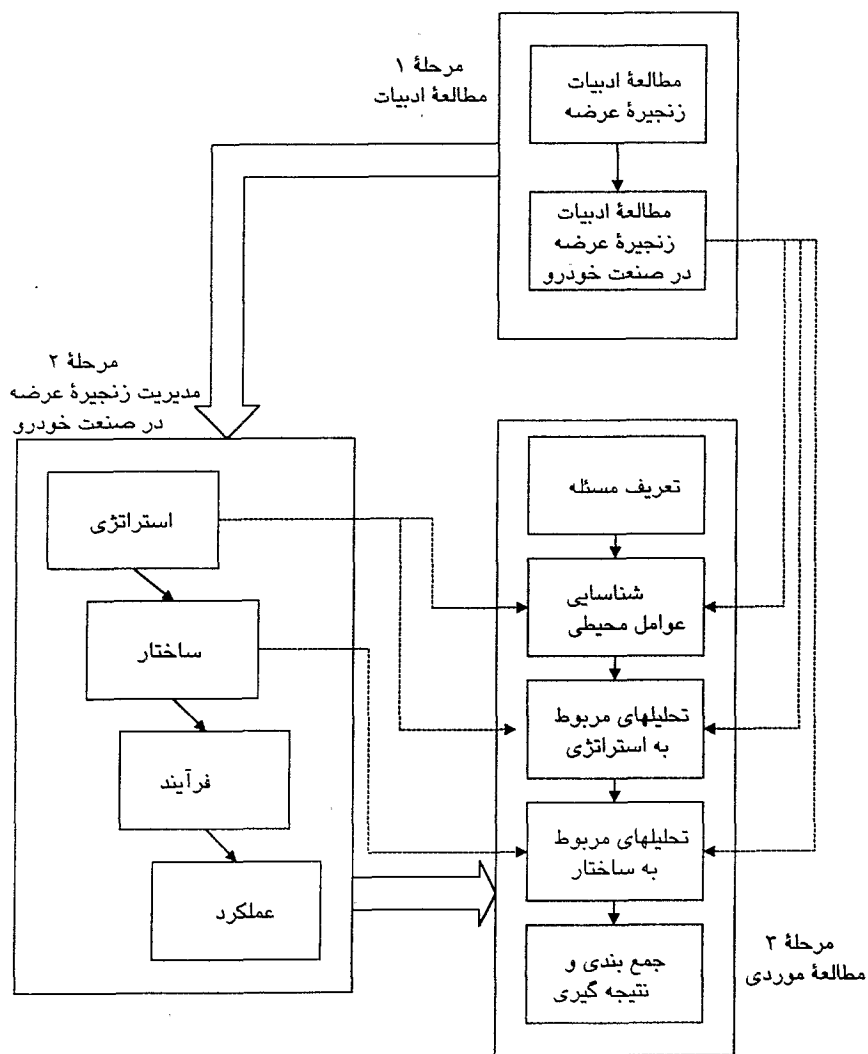 مرحلهٔ ۱
مطالعهٔ ادبیات
مطالعهٔ ادبیات
زنجیرهٔ عرضه
مطالعهٔ ادبیات
زنجیرهٔ عرضه
در صنعت خودرو
مرحلهٔ ۲
مدیریت زنجیرهٔ عرضه
در صنعت خودرو
استراتژی
ساختار
فرآیند
عملکرد
تعریف مسئله
شناسایی
عوامل محیطی
تحلیلهای مربوط
به استراتژی
تحلیلهای مربوط
به ساختار
جمع بندی و
نتیجه گیری
مرحلهٔ ۳
مطالعهٔ موردی